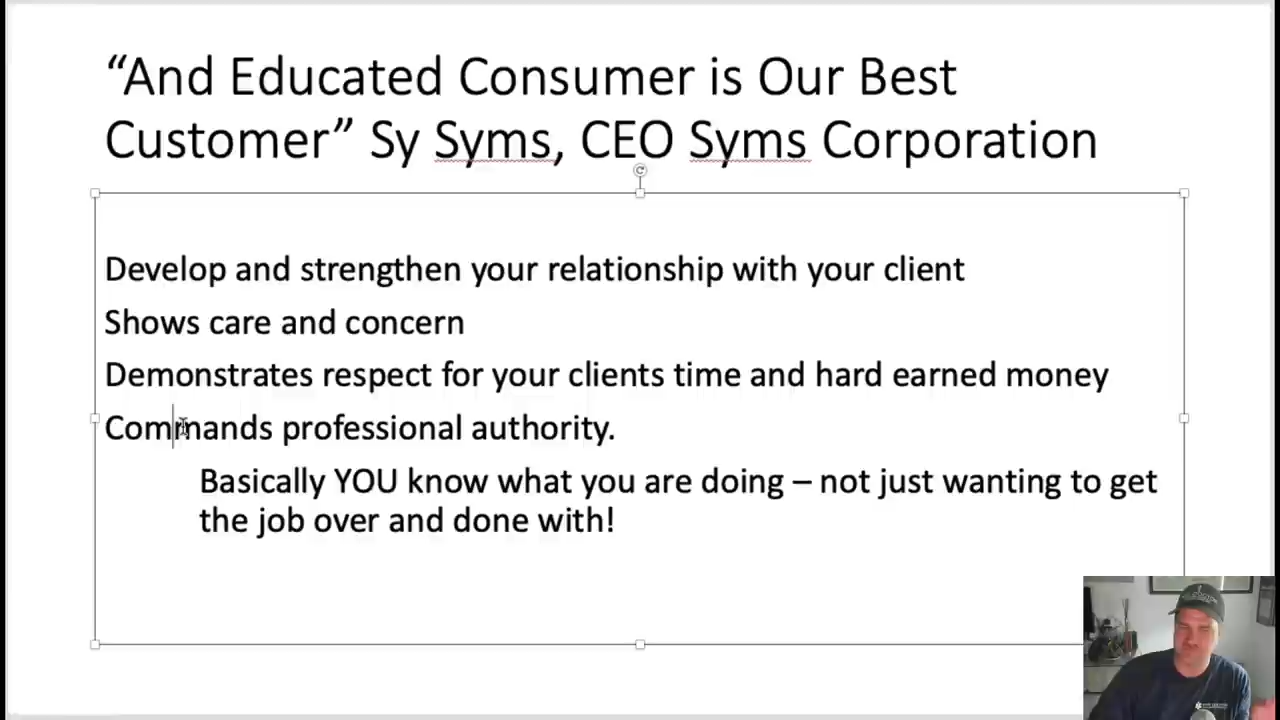 “And Educated Consumer is Our Best
Customer” Sy Syms, CEO Syms Corporation
Develop and strengthen your relationship with your client
Shows care and concern
Demonstrates respect for your clients time and hard earned money
Commands professional authority.
Basically YOU know what you are doing – not just wanting to get
the job over and done with!